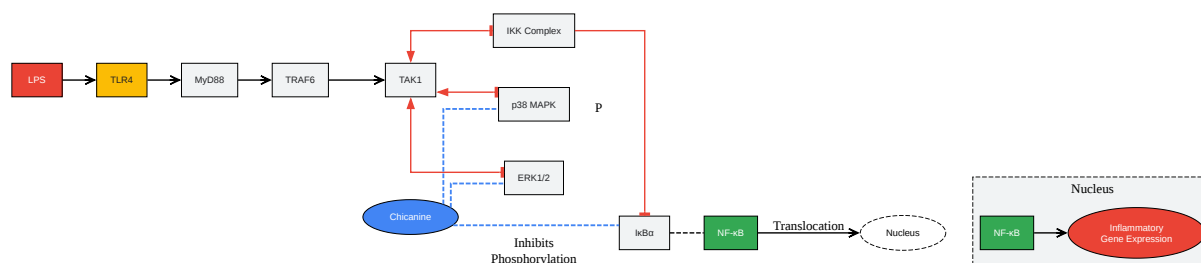 IKK Complex
LPS
TLR4
MyD88
TRAF6
TAK1
p38 MAPK
P
ERK1/2
Chicanine
Inhibits
Phosphorylation
IκBα
NF-κB
Translocation
Nucleus
Nucleus
NF-κB
Inflammatory
Gene Expression